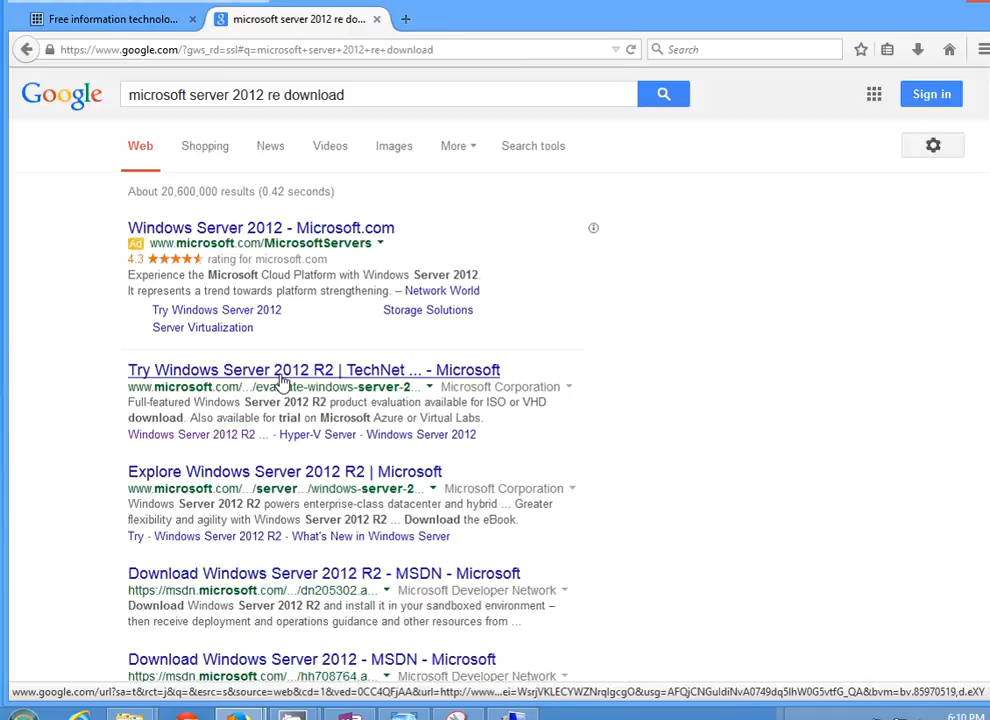 Free information technolo...
microsoft server 2012 re do...
https://www.google.com/?gws_rd=ssl#q=microsoft+server+2012+re+download
Search
Google
microsoft server 2012 re download
Sign in
Web Shopping News Videos Images More Search tools
About 20,600,000 results (0.42 seconds)
Windows Server 2012 - Microsoft.com
Ad www.microsoft.com/MicrosoftServers
4.3 rating for microsoft.com
Experience the Microsoft Cloud Platform with Windows Server 2012.
It represents a trend towards platform strengthening. – Network World
Try Windows Server 2012 Storage Solutions
Server Virtualization
Try Windows Server 2012 R2 | TechNet ... - Microsoft
www.microsoft.com/.../evaluate-windows-server-2... Microsoft Corporation
Full-featured Windows Server 2012 R2 product evaluation available for ISO or VHD
download. Also available for trial on Microsoft Azure or Virtual Labs.
Windows Server 2012 R2 ... - Hyper-V Server - Windows Server 2012
Explore Windows Server 2012 R2 | Microsoft
www.microsoft.com/.../server.../windows-server-2... Microsoft Corporation
Windows Server 2012 R2 powers enterprise-class datacenter and hybrid ... Greater
flexibility and agility with Windows Server 2012 R2 ... Download the eBook.
Try - Windows Server 2012 R2 - What's New in Windows Server
Download Windows Server 2012 R2 - MSDN - Microsoft
https://msdn.microsoft.com/.../dn205302.a... Microsoft Developer Network
Download Windows Server 2012 R2 and install it in your sandboxed environment –
then receive deployment and operations guidance and other resources from ...
Download Windows Server 2012 - MSDN - Microsoft
https://msdn.microsoft.com/.../hh708764.a... Microsoft Developer Network
6:10 PM